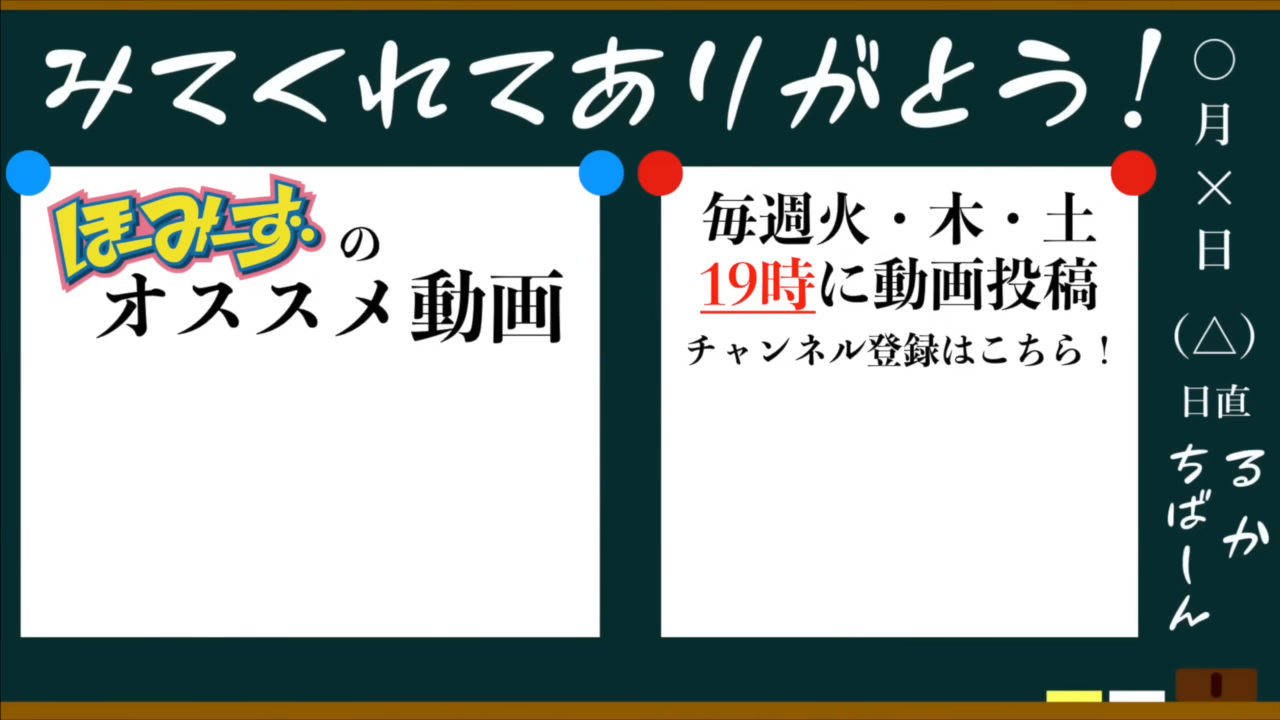 みてくれてありがとう！
ほーみーず。の
オススメ動画
毎週火・木・土
19時に動画投稿
チャンネル登録はこちら！
○月×日
(△)
日直
るか
ちばーん